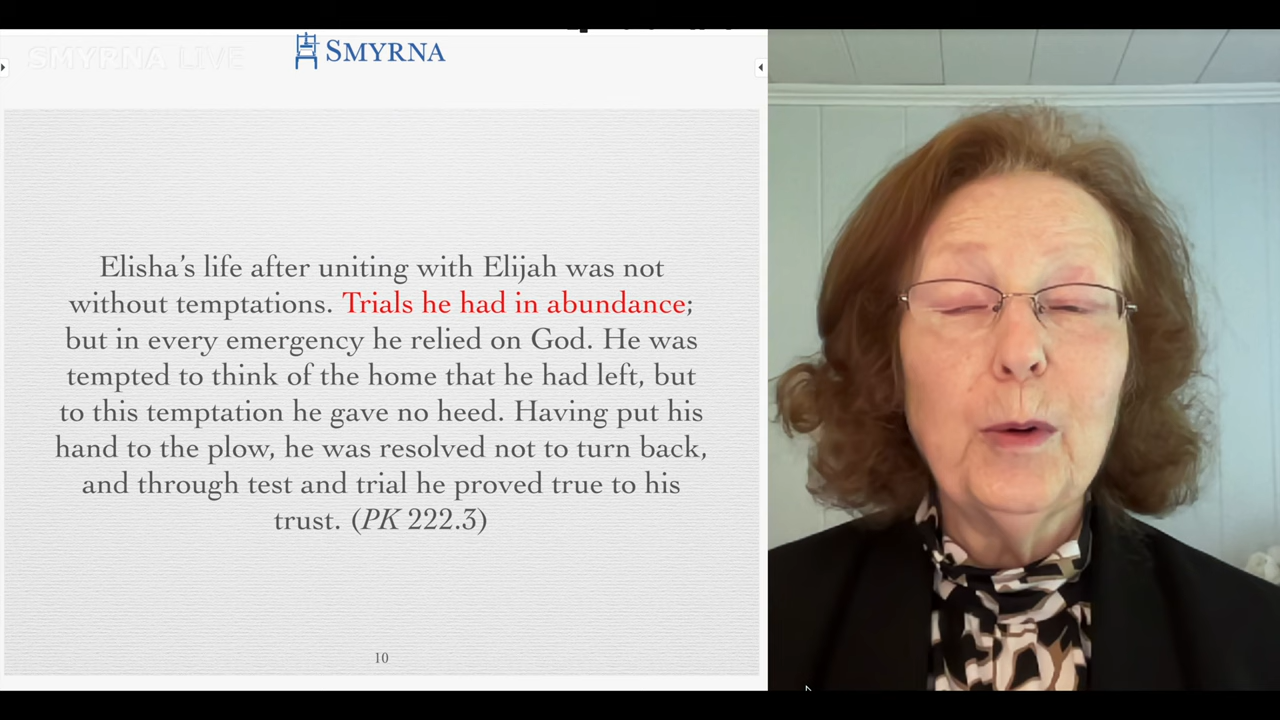 SMYRNA LIVE
SMYRNA
Elisha’s life after uniting with Elijah was not
without temptations. Trials he had in abundance;
but in every emergency he relied on God. He was
tempted to think of the home that he had left, but
to this temptation he gave no heed. Having put his
hand to the plow, he was resolved not to turn back,
and through test and trial he proved true to his
trust. (PK 222.3)
10